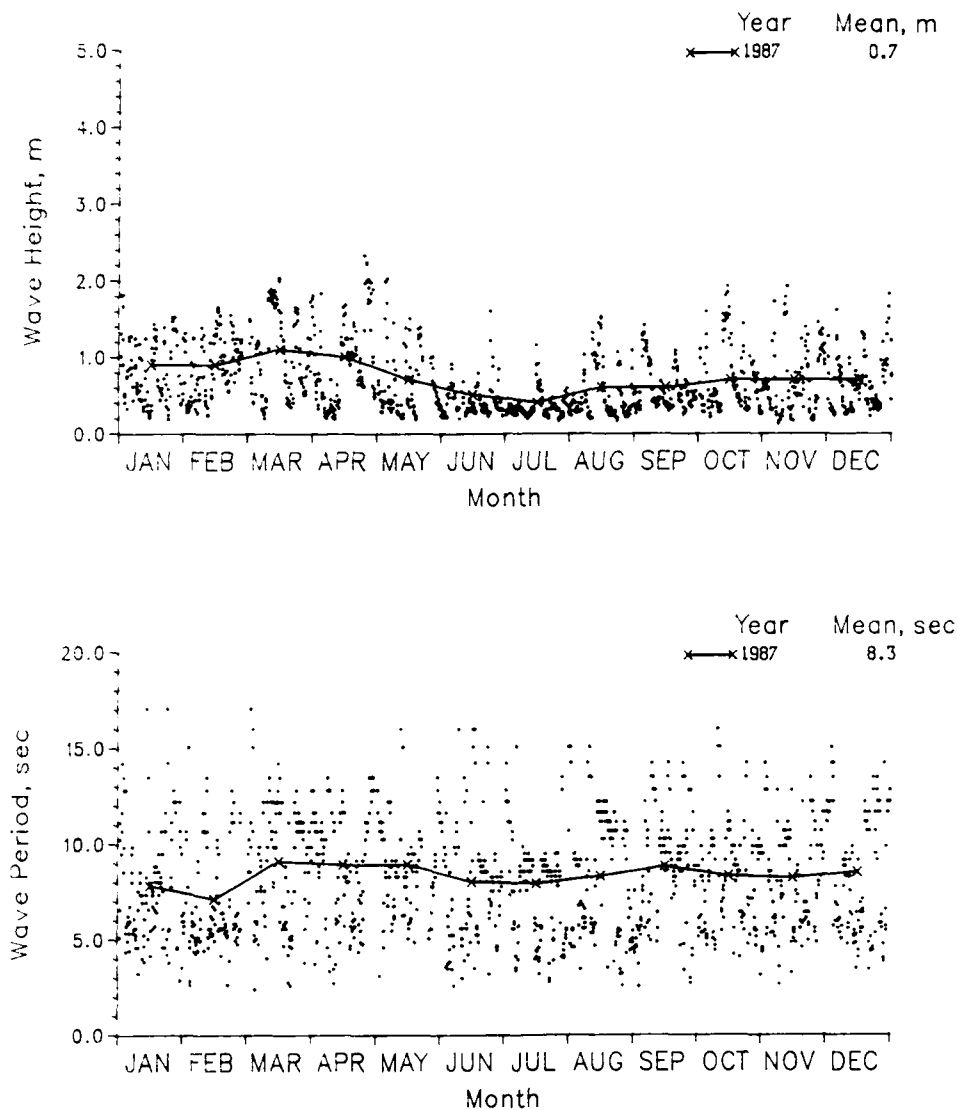 Year Mean, m
1987 0.7
5.0
4.0
3.0
2.0
1.0
0.0
Wave Height, m
JAN FEB MAR APR MAY JUN JUL AUG SEP OCT NOV DEC
Month
Year Mean, sec
1987 8.3
20.0
15.0
10.0
5.0
0.0
Wave Period, sec
JAN FEB MAR APR MAY JUN JUL AUG SEP OCT NOV DEC
Month